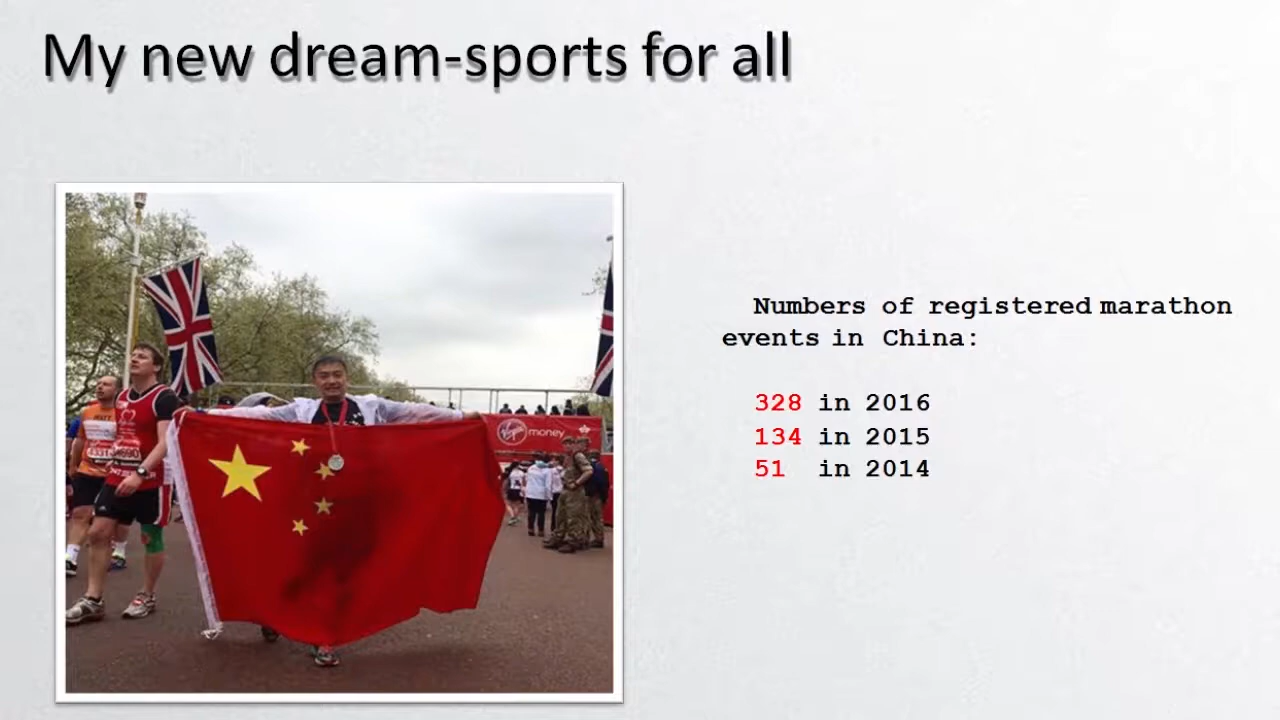 My new dream-sports for all
Numbers of registered marathon
events in China:
328 in 2016
134 in 2015
51 in 2014
Virgin money